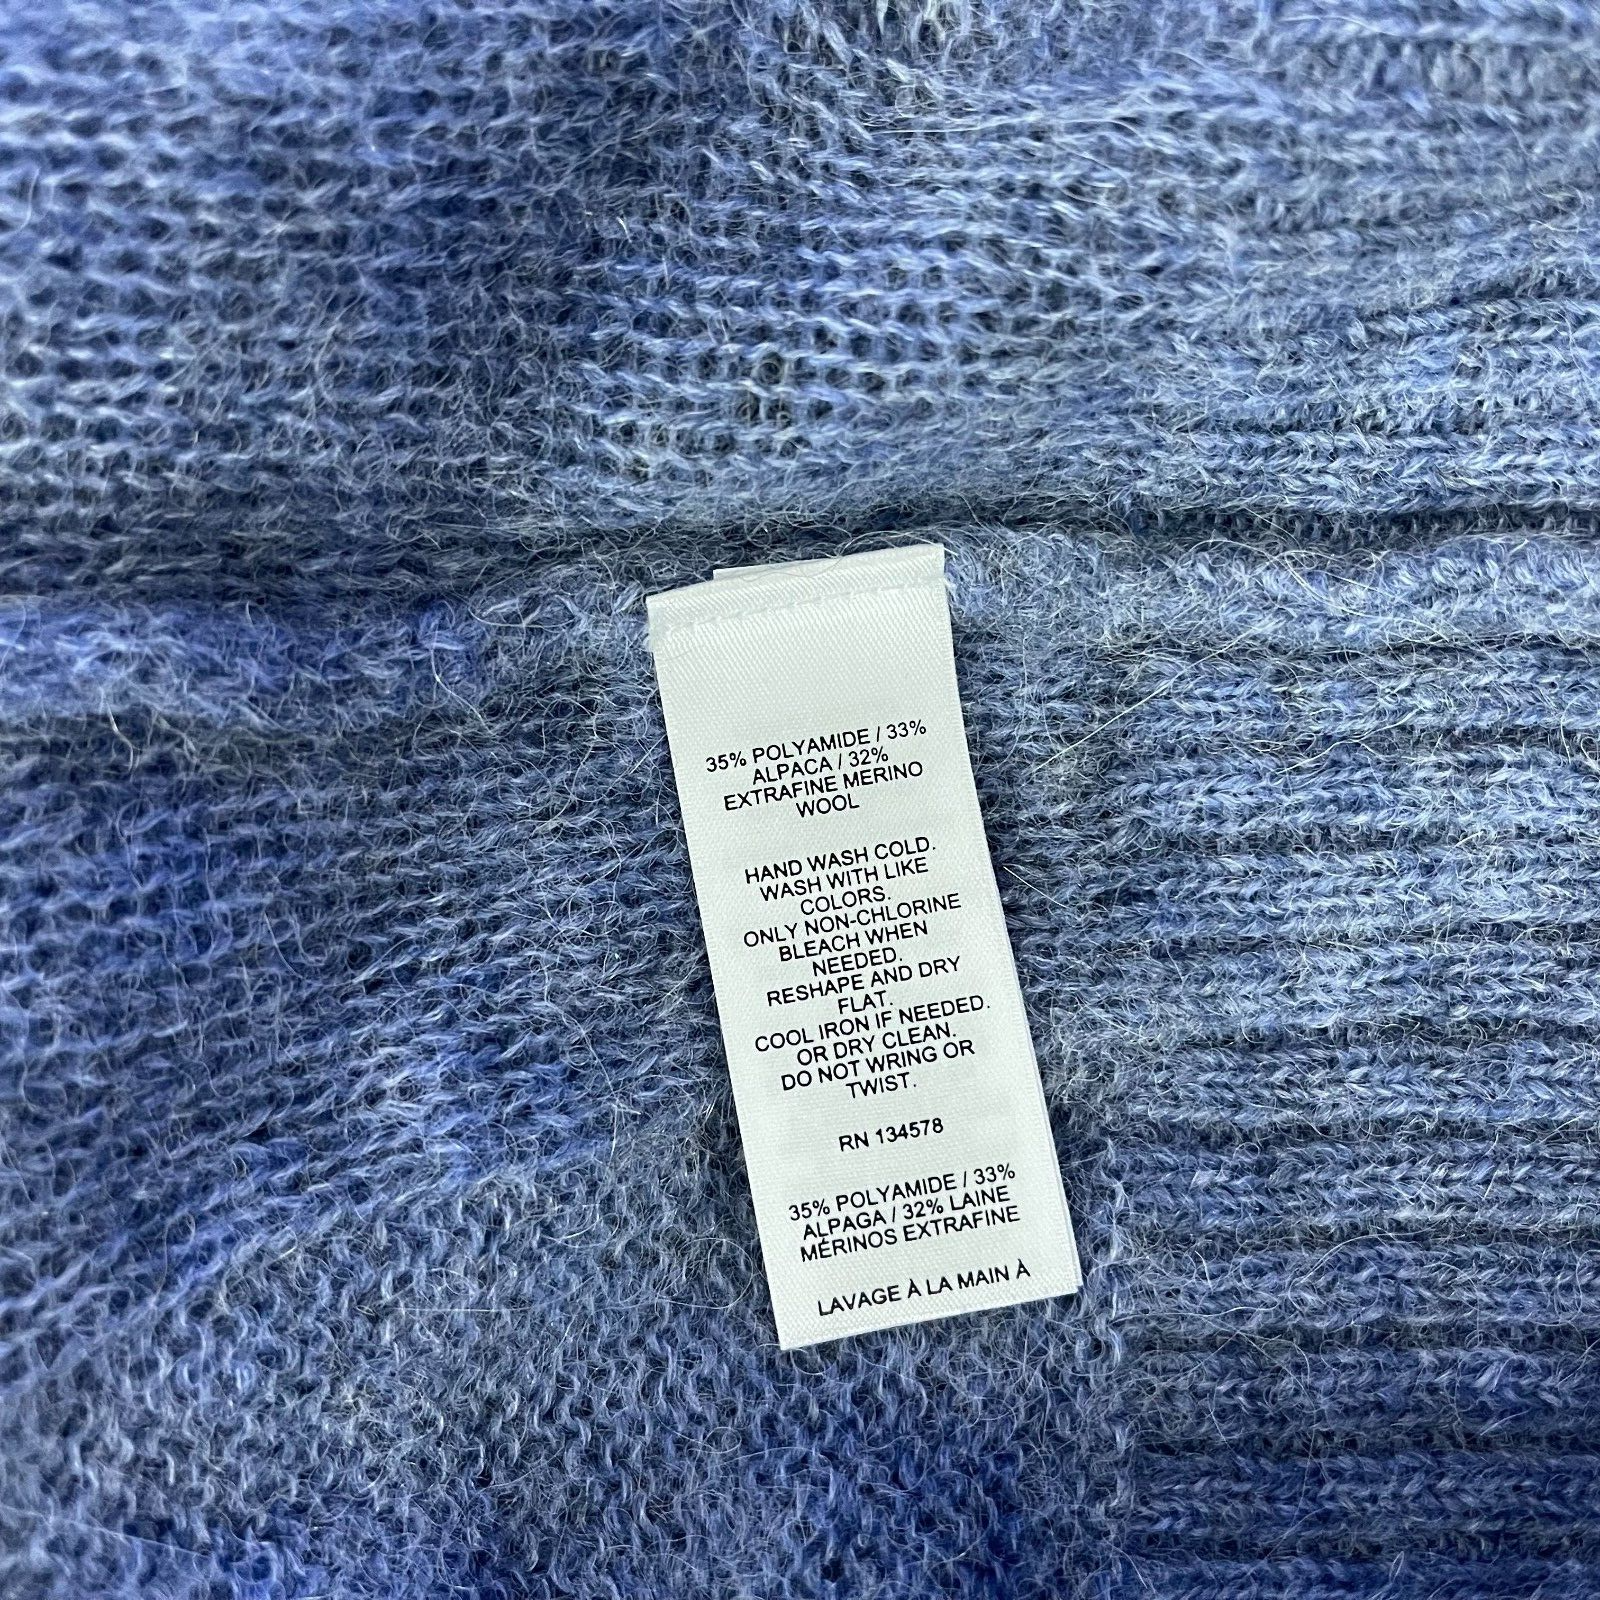 35% POLYAMIDE / 33%
ALPACA / 32%
EXTRAFINE MERINO
WOOL
HAND WASH COLD.
WASH WITH LIKE
COLORS.
ONLY NON-CHLORINE
BLEACH WHEN
NEEDED.
RESHAPE AND DRY
FLAT.
COOL IRON IF NEEDED.
OR DRY CLEAN.
DO NOT WRING OR
TWIST.
RN 134578
35% POLYAMIDE / 33%
ALPAGA / 32% LAINE
MÉRINOS EXTRAFINE
LAVAGE À LA MAIN À